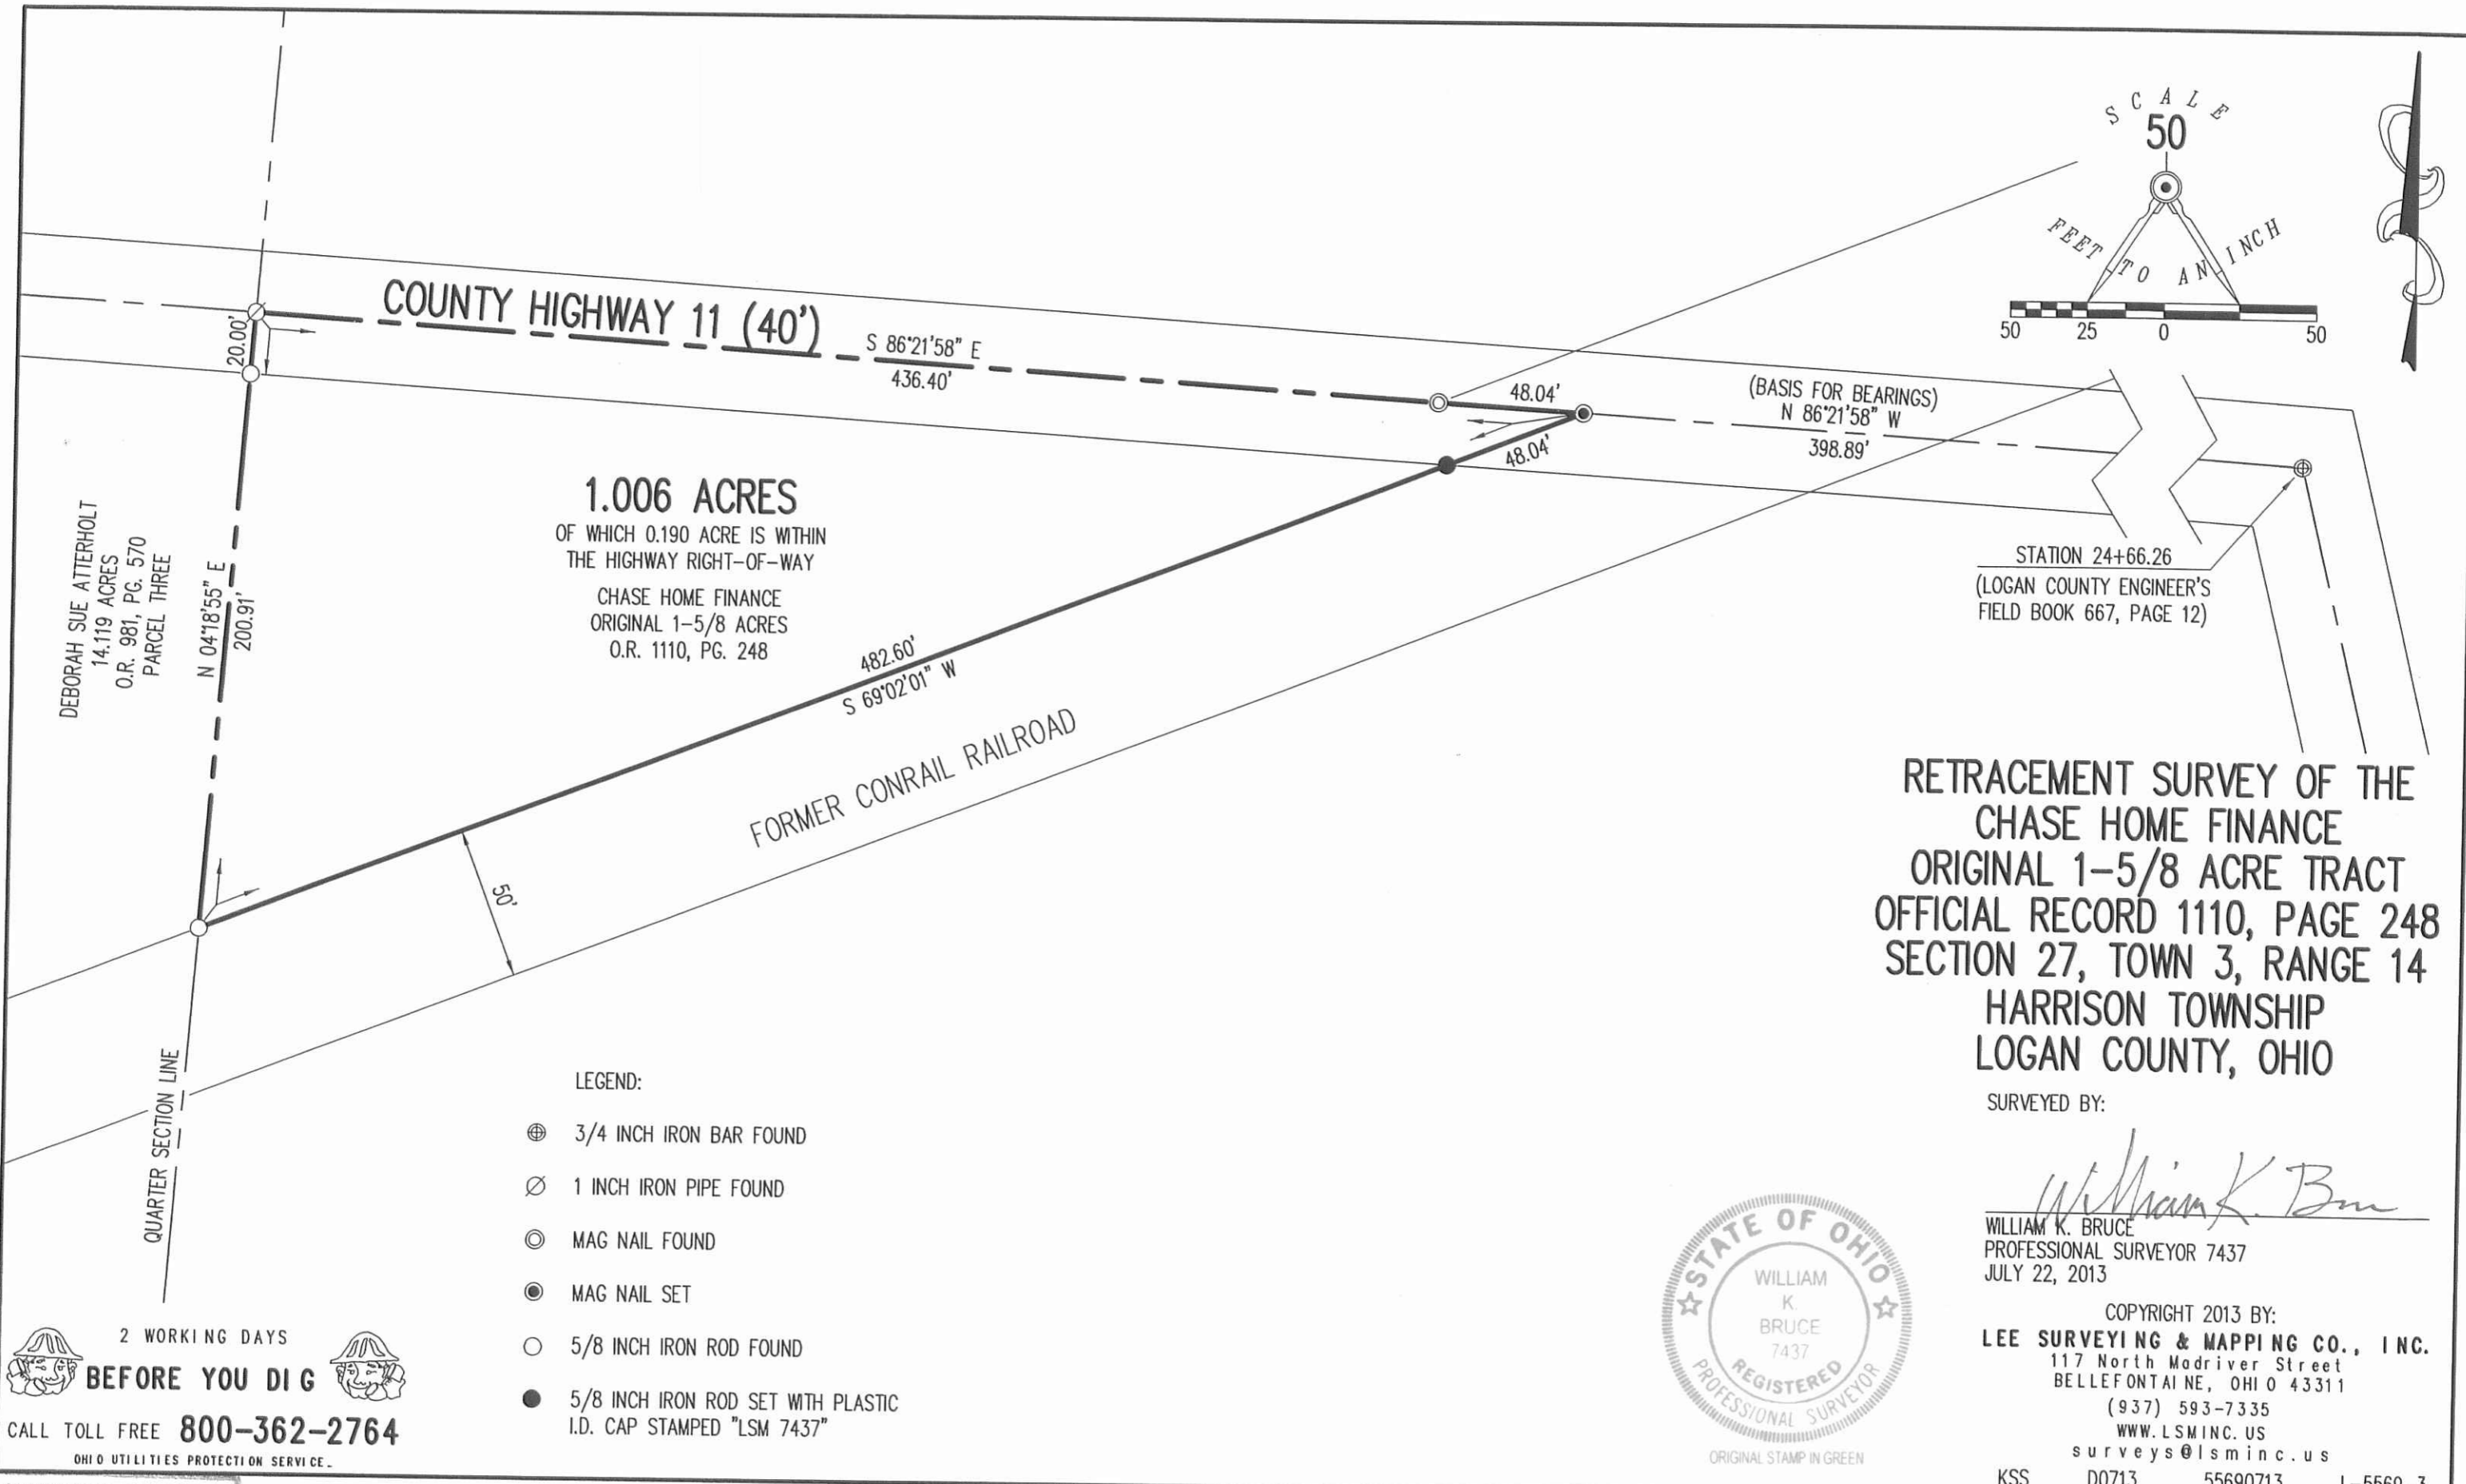 SCALE
50
FEET TO AN INCH
50 25 0 50
COUNTY HIGHWAY 11 (40')
20.00'
S 86°21'58" E
436.40'
48.04'
48.04'
(BASIS FOR BEARINGS)
N 86°21'58" W
398.89'
STATION 24+66.26
(LOGAN COUNTY ENGINEER'S
FIELD BOOK 667, PAGE 12)
DEBORAH SUE ATTERHOLT
14.119 ACRES
O.R. 981, PG. 570
PARCEL THREE
N 04°18'55" E
200.91'
1.006 ACRES
OF WHICH 0.190 ACRE IS WITHIN
THE HIGHWAY RIGHT-OF-WAY
CHASE HOME FINANCE
ORIGINAL 1-5/8 ACRES
O.R. 1110, PG. 248
482.60'
S 69°02'01" W
FORMER CONRAIL RAILROAD
50'
QUARTER SECTION LINE
RETRACEMENT SURVEY OF THE
CHASE HOME FINANCE
ORIGINAL 1-5/8 ACRE TRACT
OFFICIAL RECORD 1110, PAGE 248
SECTION 27, TOWN 3, RANGE 14
HARRISON TOWNSHIP
LOGAN COUNTY, OHIO
LEGEND:
3/4 INCH IRON BAR FOUND
1 INCH IRON PIPE FOUND
MAG NAIL FOUND
MAG NAIL SET
5/8 INCH IRON ROD FOUND
5/8 INCH IRON ROD SET WITH PLASTIC
I.D. CAP STAMPED "LSM 7437"
2 WORKING DAYS
BEFORE YOU DIG
CALL TOLL FREE 800-362-2764
OHIO UTILITIES PROTECTION SERVICE
STATE OF OHIO
WILLIAM
K.
BRUCE
7437
REGISTERED
PROFESSIONAL SURVEYOR
ORIGINAL STAMP IN GREEN
SURVEYED BY:
William K. Bruce
WILLIAM K. BRUCE
PROFESSIONAL SURVEYOR 7437
JULY 22, 2013
COPYRIGHT 2013 BY:
LEE SURVEYING & MAPPING CO., INC.
117 North Madriver Street
BELLEFONTAINE, OHIO 43311
(937) 593-7335
WWW.LSMINC.US
surveys@lsminc.us
KSS D0713 55690713 L-5569-3